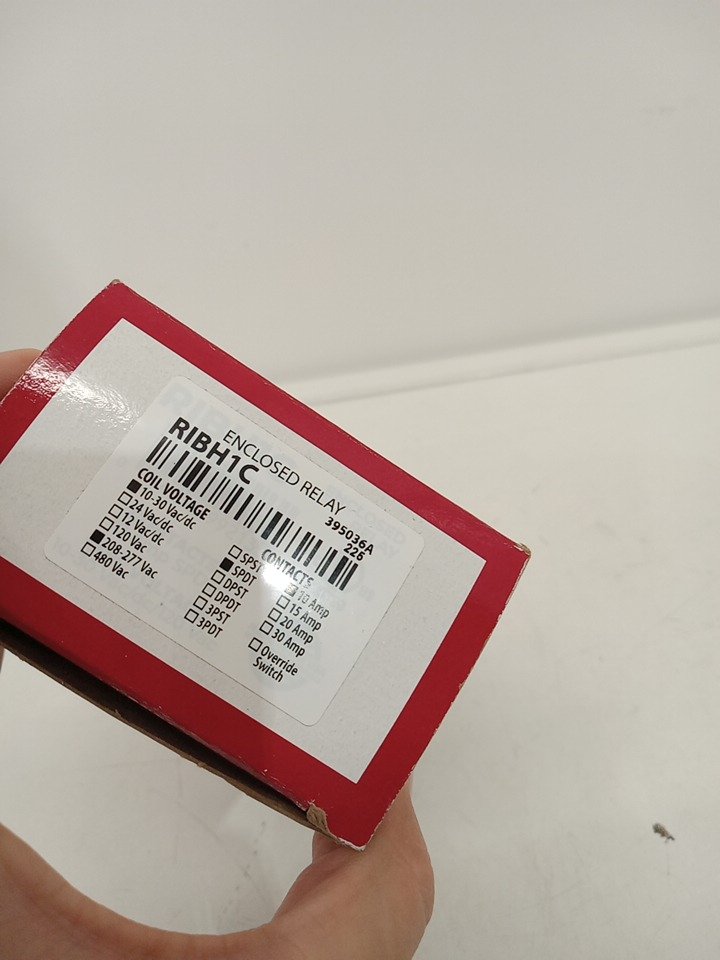 ENCLOSED RELAY
RIBH1C
395036A
226
COIL VOLTAGE
■ 10-30 Vac/dc
☐ 24 Vac/dc
☐ 12 Vac/dc
☐ 120 Vac
■ 208-277 Vac
☐ 480 Vac
☐ SPST
■ SPDT
☐ DPST
☐ DPDT
☐ 3PST
☐ 3PDT
CONTACTS
■ 10 Amp
☐ 15 Amp
☐ 20 Amp
☐ 30 Amp
☐ Override
Switch